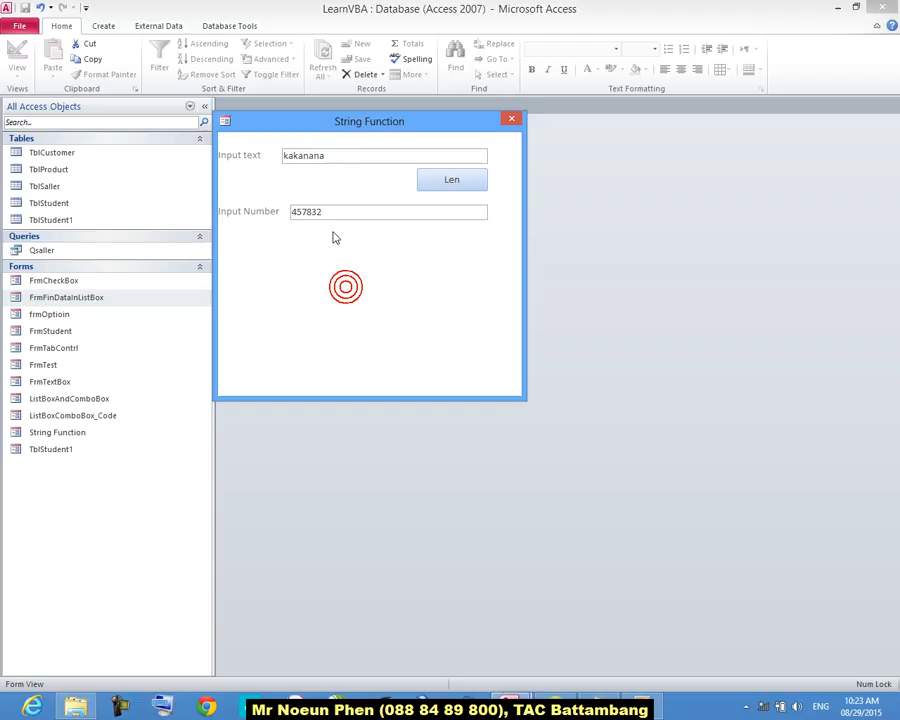 LearnVBA : Database (Access 2007) - Microsoft Access
File Home Create External Data Database Tools
View
Views
Paste
Cut
Copy
Format Painter
Clipboard
Filter
Ascending
Descending
Remove Sort
Selection
Advanced
Toggle Filter
Sort & Filter
Refresh
All
New
Save
Delete
Totals
Spelling
More
Records
Find
Replace
Go To
Select
Find
B I U
A
Text Formatting
All Access Objects
Search...
Tables
TblCustomer
TblProduct
TblSaller
TblStudent
TblStudent1
Queries
Qsaller
Forms
FrmCheckBox
FrmFinDataInListBox
frmOptioin
FrmStudent
FrmTabContrl
FrmTest
FrmTextBox
ListBoxAndComboBox
ListBoxComboBox_Code
String Function
TblStudent1
String Function
Input text
kakanana
Len
Input Number
457832
Form View
Num Lock
Mr Noeun Phen (088 84 89 800), TAC Battambang
ENG
10:23 AM
08/29/2015